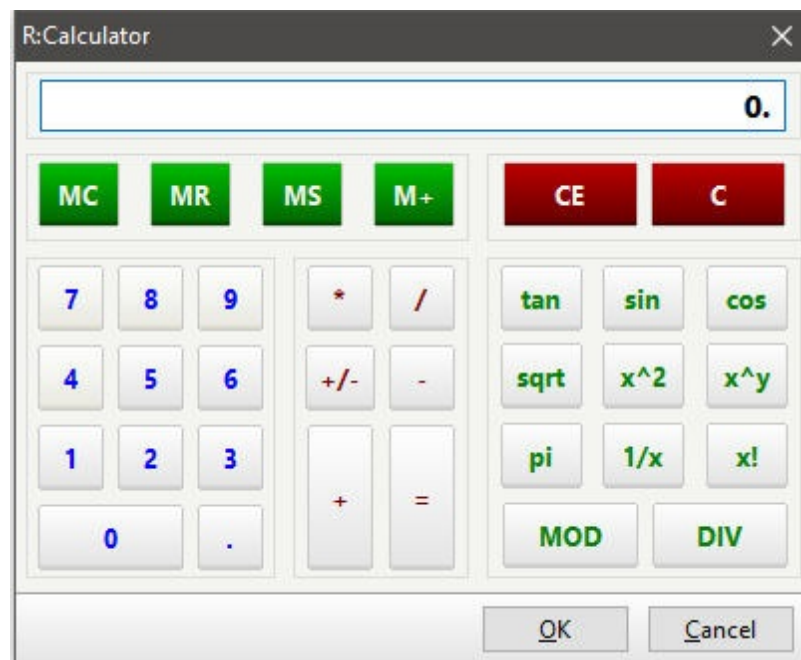 R:Calculator
0.
MC MR MS M+ CE C
7 8 9 * / tan sin cos
4 5 6 +/- - sqrt x^2 x^y
1 2 3 + = pi 1/x x!
0 . MOD DIV
OK Cancel